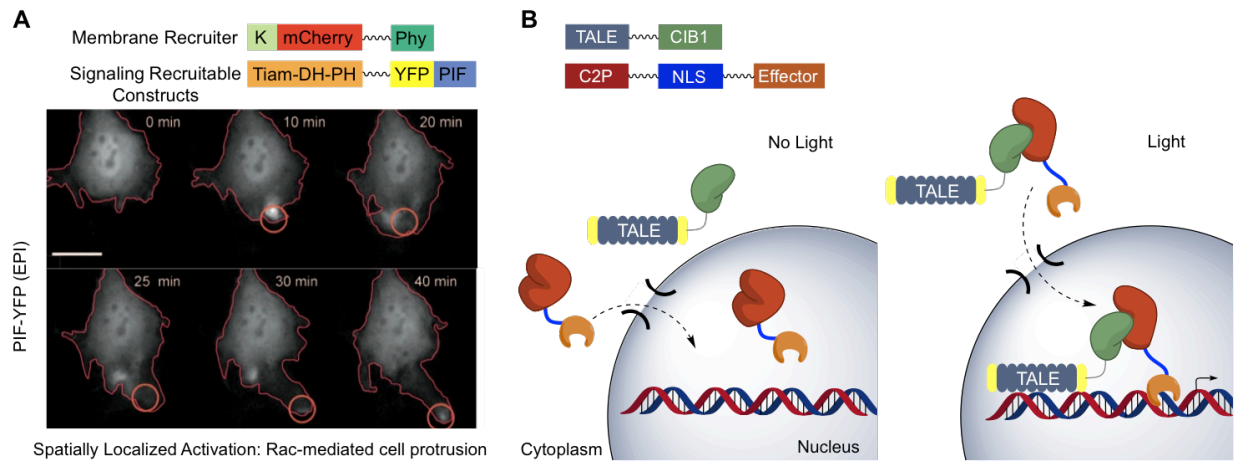 A
Membrane Recruiter
K mCherry Phy
Signaling Recruitable
Constructs
Tiam-DH-PH YFP PIF
0 min 10 min 20 min
25 min 30 min 40 min
PIF-YFP (EPI)
Spatially Localized Activation: Rac-mediated cell protrusion
B
TALE CIB1
C2P NLS Effector
No Light
TALE
Cytoplasm
Nucleus
Light
TALE
TALE